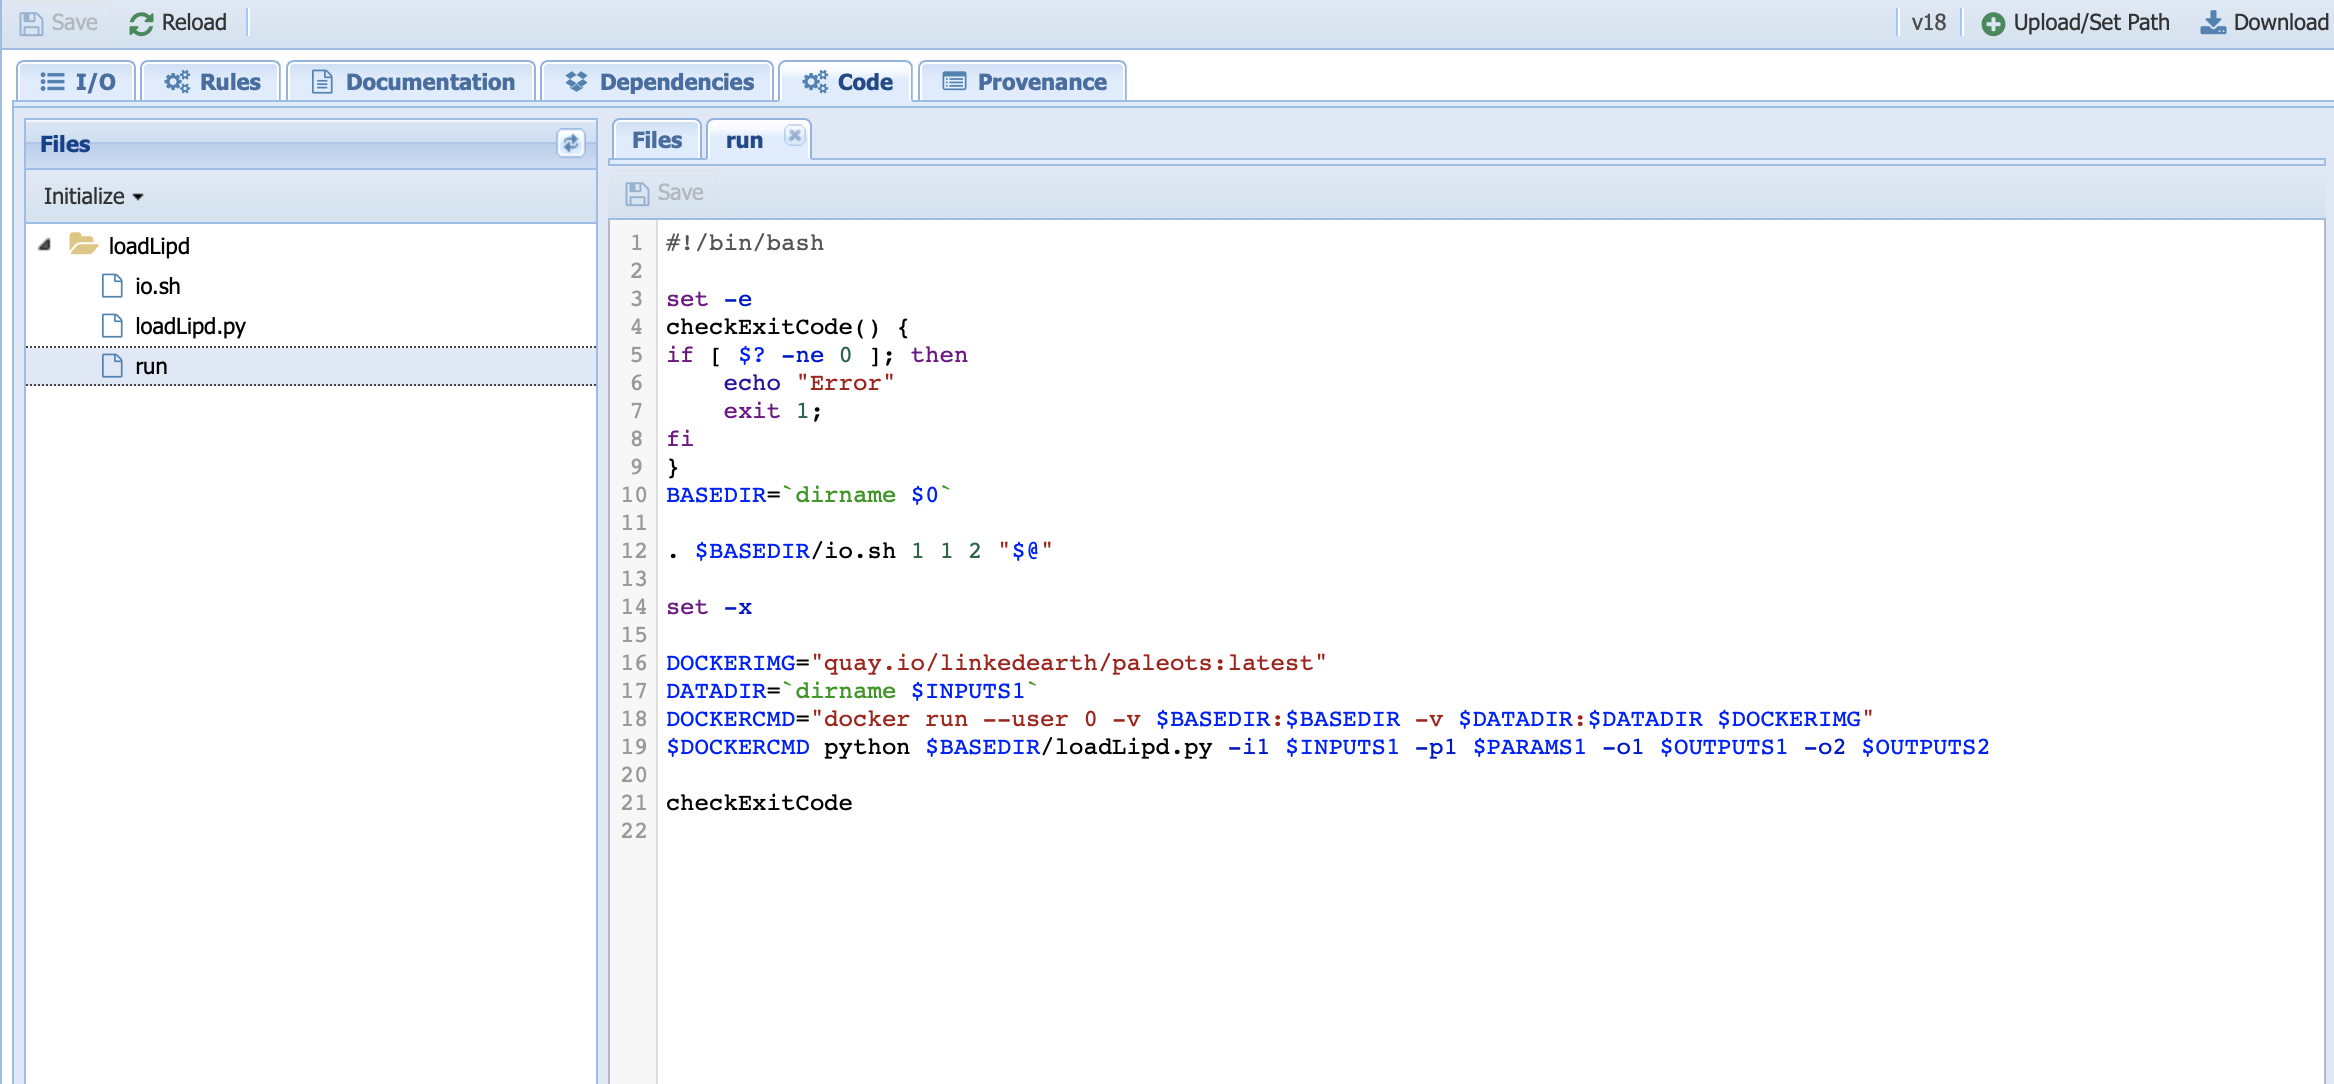 Save Reload v18 Upload/Set Path Download
I/O Rules Documentation Dependencies Code Provenance
Files
Initialize
loadLipd
io.sh
loadLipd.py
run
Files run
Save
1 #!/bin/bash
2
3 set -e
4 checkExitCode() {
5 if [ $? -ne 0 ]; then
6     echo "Error"
7     exit 1;
8 fi
9 }
10 BASEDIR=`dirname $0`
11
12 . $BASEDIR/io.sh 1 1 2 "$@"
13
14 set -x
15
16 DOCKERIMG="quay.io/linkedearth/paleots:latest"
17 DATADIR=`dirname $INPUTS1`
18 DOCKERCMD="docker run --user 0 -v $BASEDIR:$BASEDIR -v $DATADIR:$DATADIR $DOCKERIMG"
19 $DOCKERCMD python $BASEDIR/loadLipd.py -i1 $INPUTS1 -p1 $PARAMS1 -o1 $OUTPUTS1 -o2 $OUTPUTS2
20
21 checkExitCode
22